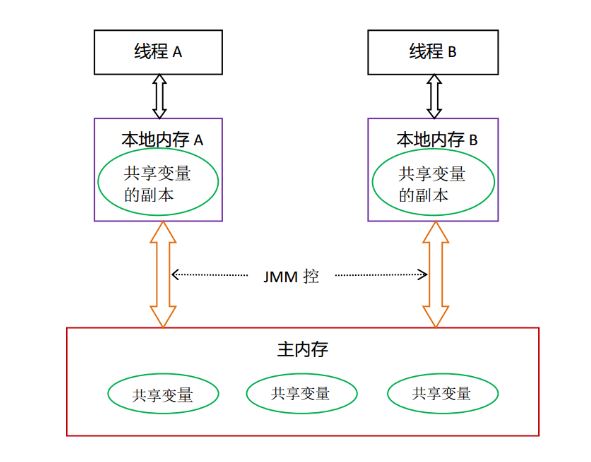 线程 A
线程 B
本地内存 A
本地内存 B
共享变量
的副本
共享变量
的副本
JMM 控
主内存
共享变量
共享变量
共享变量